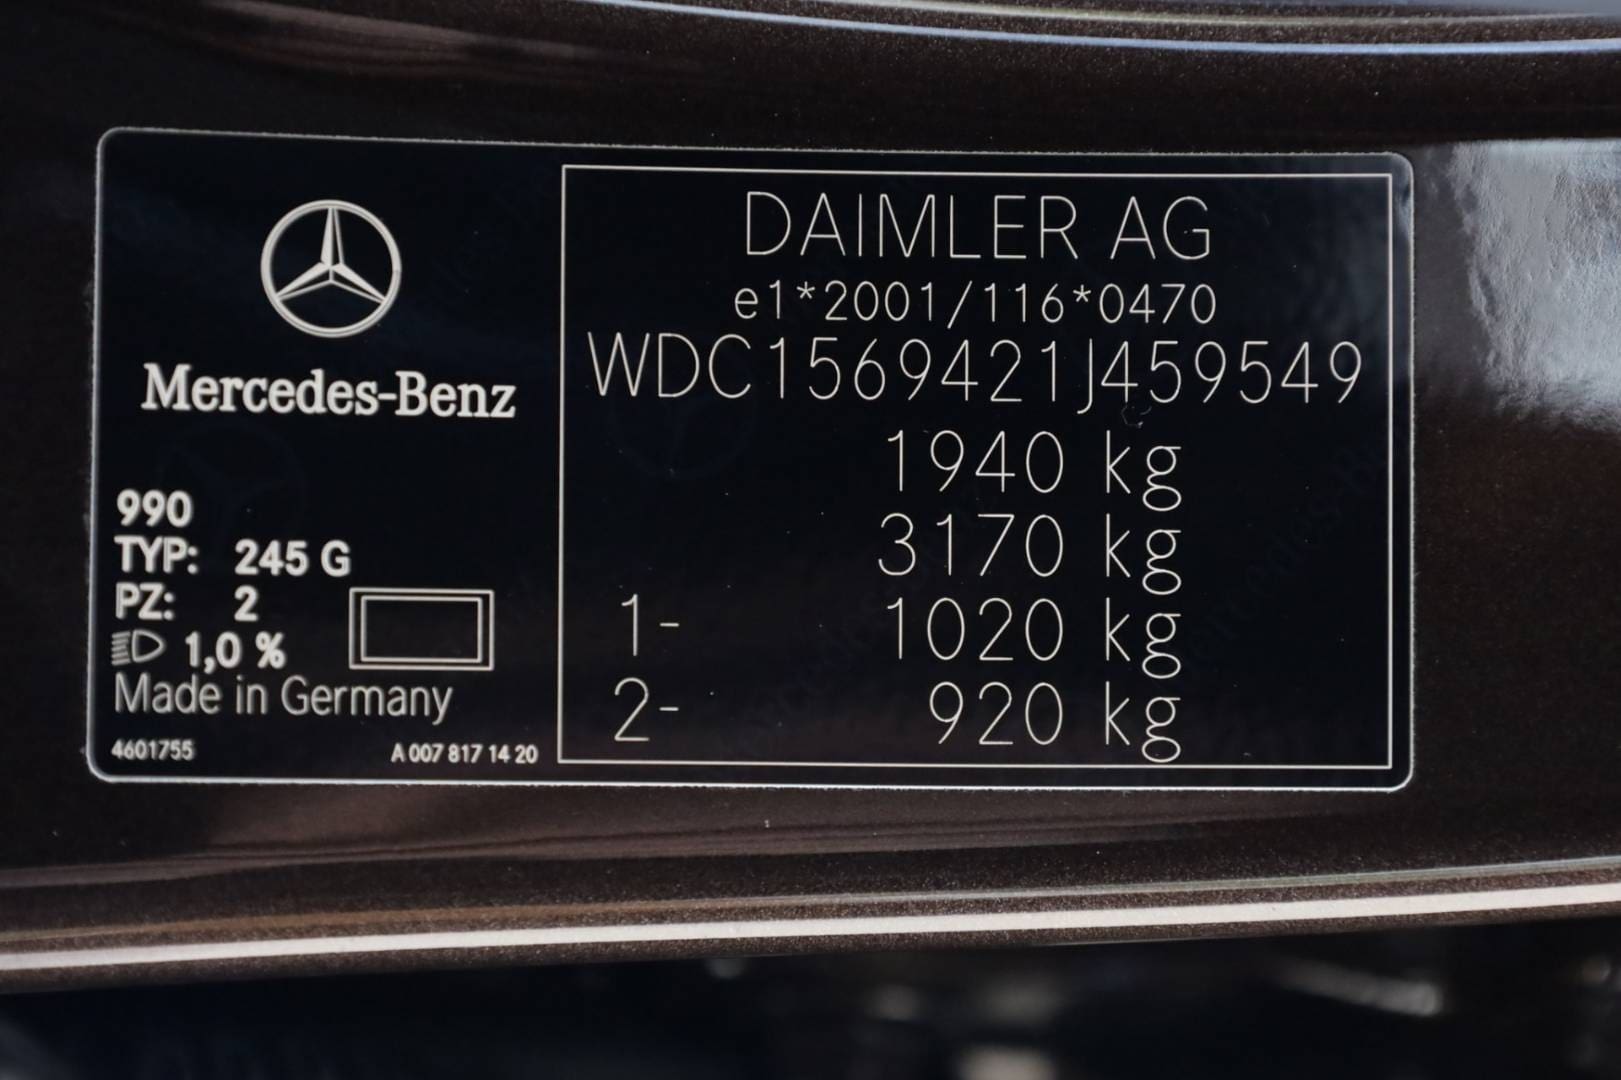 Mercedes-Benz
990
TYP: 245 G
PZ: 2
1,0 %
Made in Germany
4601755 A 007 817 14 20
DAIMLER AG
e1*2001/116*0470
WDC1569421J459549
1940 kg
3170 kg
1- 1020 kg
2- 920 kg